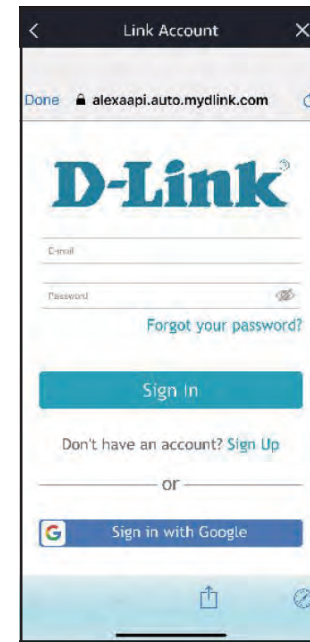 Link Account
Done alexaapi.auto.mydlink.com
D-Link®
E-mail
Password
Forgot your password?
Sign In
Don't have an account? Sign Up
or
G Sign in with Google